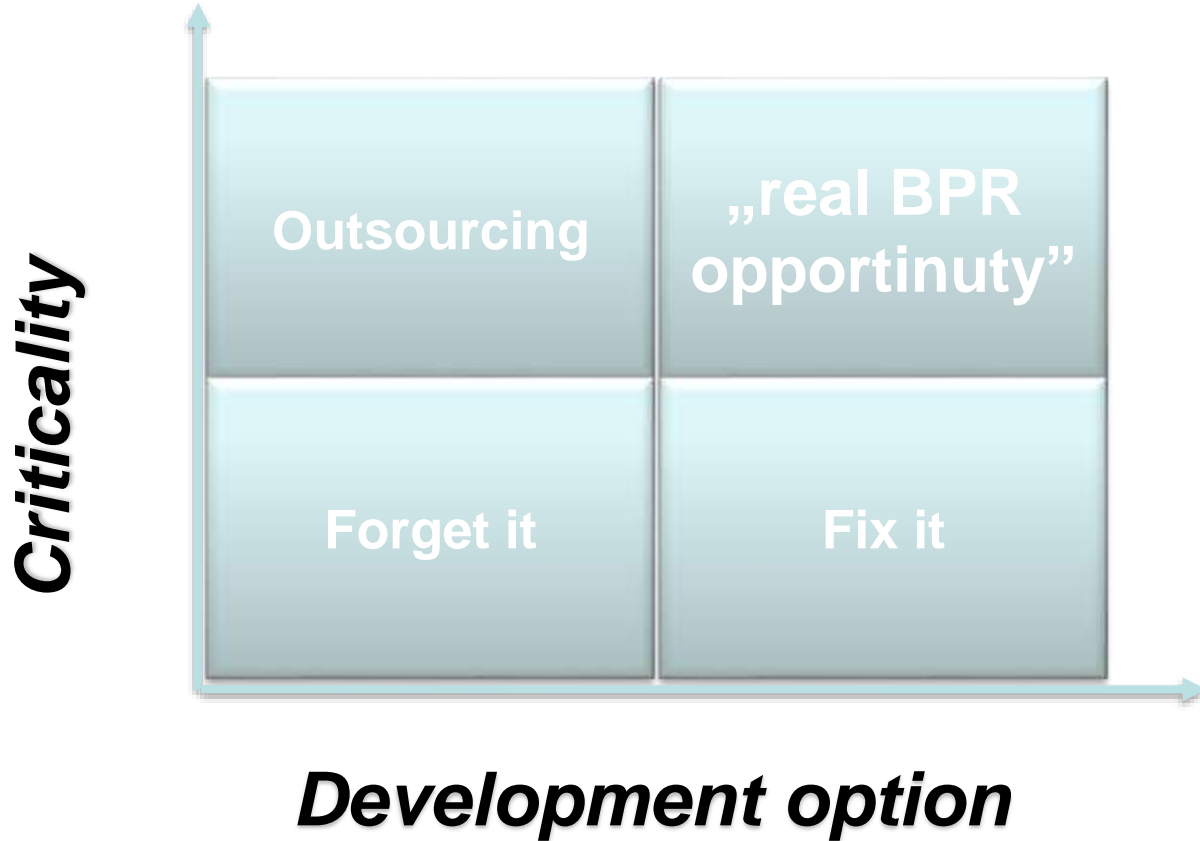 Criticality
Outsourcing
„real BPR
opportinuty”
Forget it
Fix it
Development option